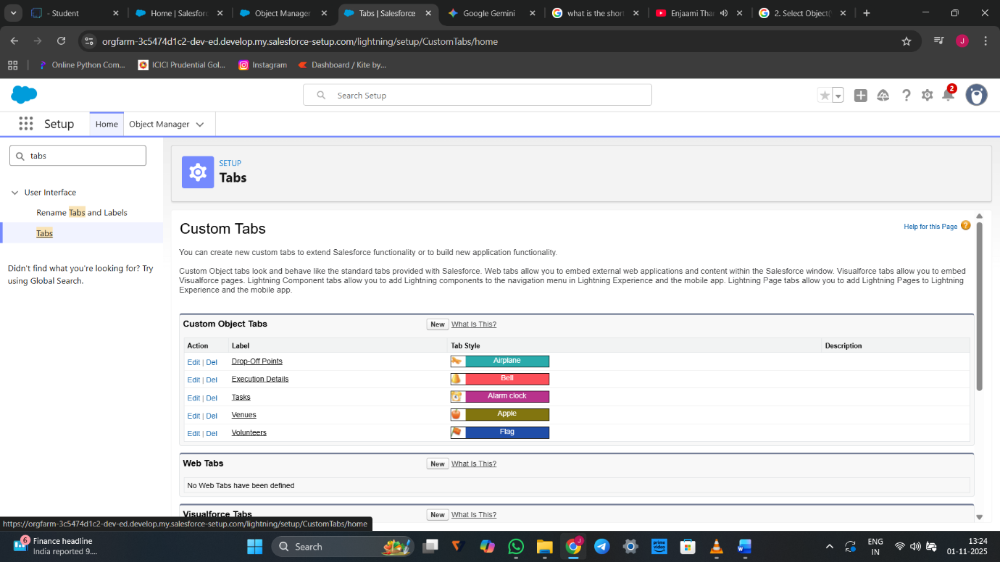 - Student
Home | Salesforc
Object Manager
Tabs | Salesforce
Google Gemini
what is the short
Enjaami Than
2. Select Object(
orgfarm-3c5474d1c2-dev-ed.develop.my.salesforce-setup.com/lightning/setup/CustomTabs/home
J
Online Python Com...
ICICI Prudential Gol...
Instagram
Dashboard / Kite by...
Search Setup
2
Setup
Home
Object Manager
tabs
User Interface
Rename Tabs and Labels
Tabs
Didn't find what you're looking for? Try
using Global Search.
SETUP
Tabs
Custom Tabs
Help for this Page
You can create new custom tabs to extend Salesforce functionality or to build new application functionality.
Custom Object tabs look and behave like the standard tabs provided with Salesforce. Web tabs allow you to embed external web applications and content within the Salesforce window. Visualforce tabs allow you to embed
Visualforce pages. Lightning Component tabs allow you to add Lightning components to the navigation menu in Lightning Experience and the mobile app. Lightning Page tabs allow you to add Lightning Pages to Lightning
Experience and the mobile app.
Custom Object Tabs New What Is This?
Action Label Tab Style Description
Edit | Del Drop-Off Points Airplane
Edit | Del Execution Details Bell
Edit | Del Tasks Alarm clock
Edit | Del Venues Apple
Edit | Del Volunteers Flag
Web Tabs New What Is This?
No Web Tabs have been defined
Visualforce Tabs New What Is This?
https://orgfarm-3c5474d1c2-dev-ed.develop.my.salesforce-setup.com/lightning/setup/CustomTabs/home
6
Finance headline
India reported 9....
Search
J
prime video
ENG
IN
13:24
01-11-2025